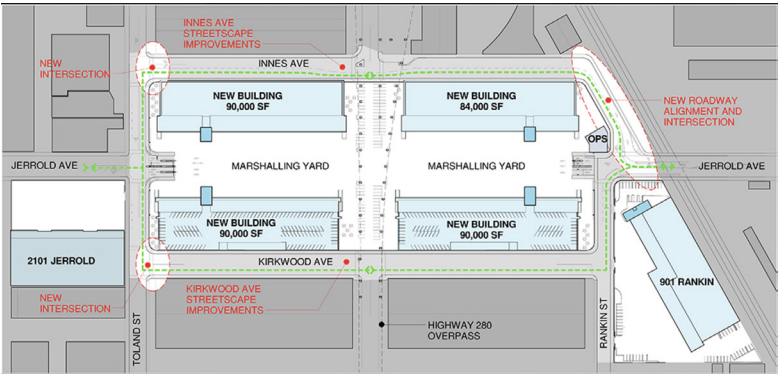 INNES AVE
STREETSCAPE
IMPROVEMENTS
NEW
INTERSECTION
INNES AVE
NEW BUILDING
90,000 SF
NEW BUILDING
84,000 SF
NEW ROADWAY
ALIGNMENT AND
INTERSECTION
OPS
JERROLD AVE
MARSHALLING YARD
MARSHALLING YARD
JERROLD AVE
NEW BUILDING
90,000 SF
NEW BUILDING
90,000 SF
2101 JERROLD
KIRKWOOD AVE
901 RANKIN
NEW
INTERSECTION
KIRKWOOD AVE
STREETSCAPE
IMPROVEMENTS
HIGHWAY 280
OVERPASS
TOLAND ST
RANKIN ST